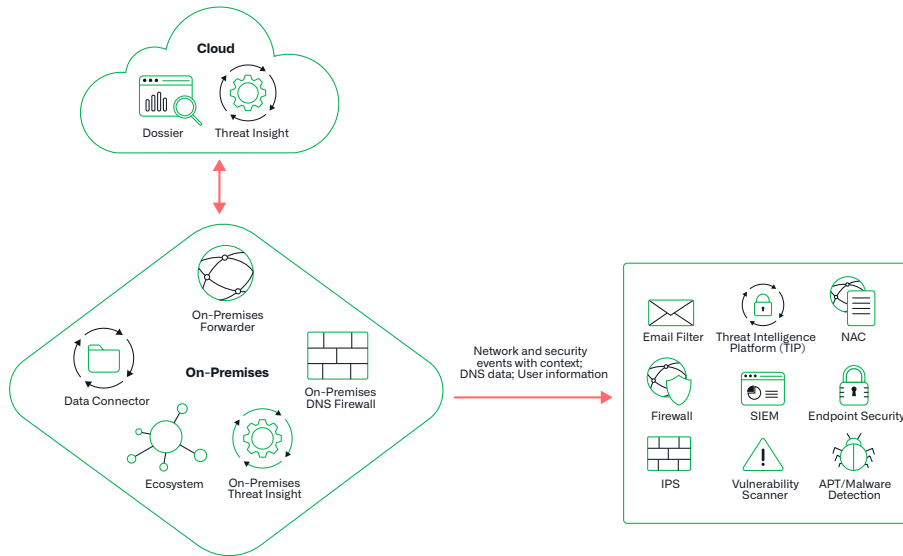 Cloud
Dossier
Threat Insight
On-Premises
Forwarder
Data Connector
On-Premises
On-Premises
DNS Firewall
Ecosystem
On-Premises
Threat Insight
Network and security
events with context;
DNS data; User information
Email Filter
Threat Intelligence
Platform (TIP)
NAC
Firewall
SIEM
Endpoint Security
IPS
Vulnerability
Scanner
APT/Malware
Detection